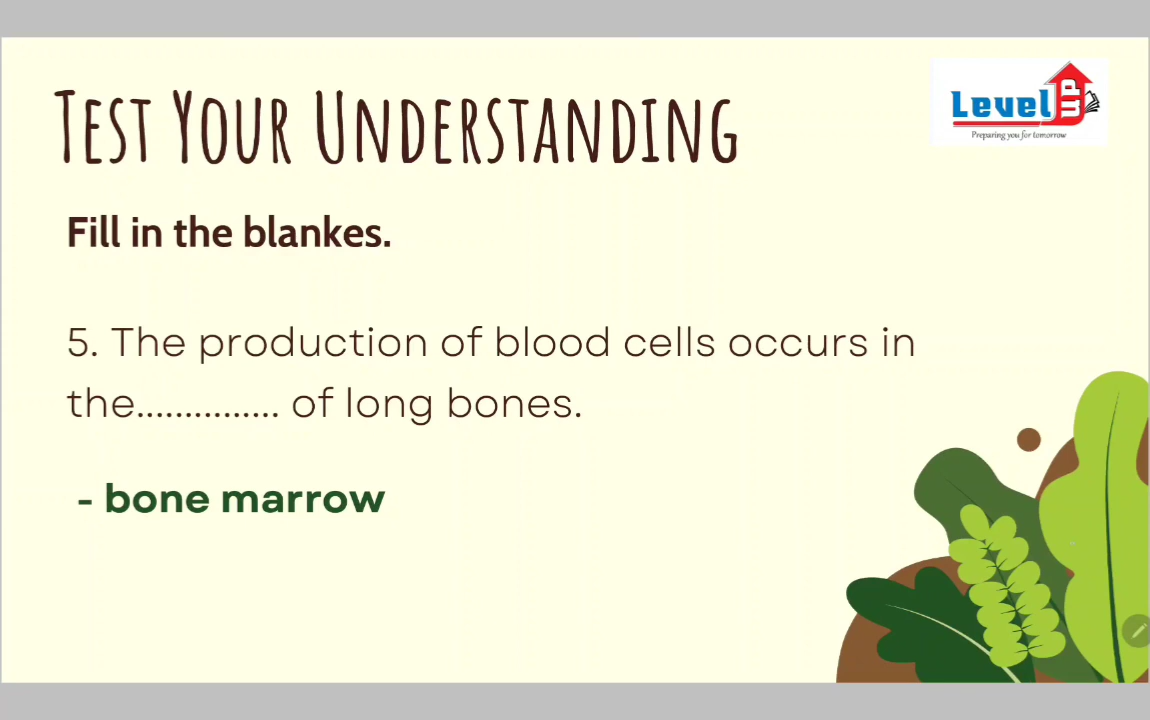 Test Your Understanding
Level UP
Preparing you for tomorrow
Fill in the blankes.
5. The production of blood cells occurs in
the............... of long bones.
- bone marrow